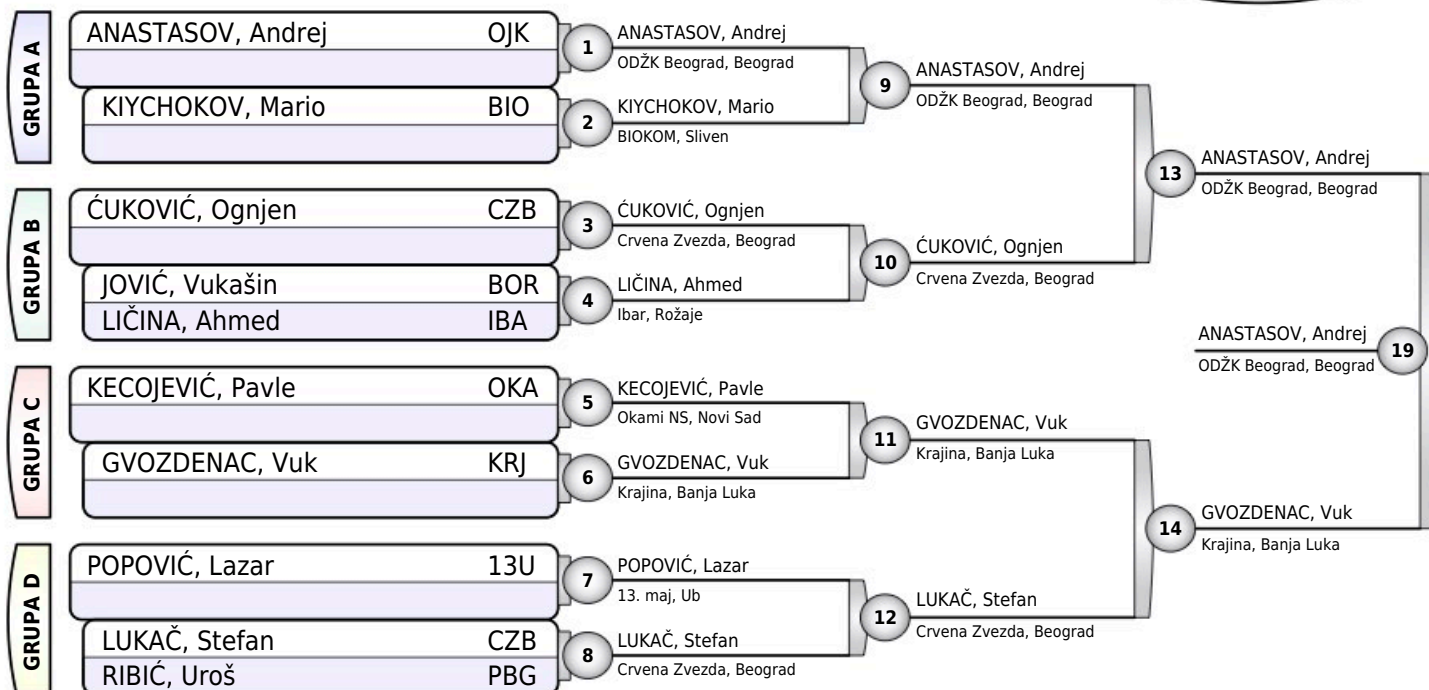 GRUPA A
ANASTASOV, Andrej OJK
KIYCHOKOV, Mario BIO
1
ANASTASOV, Andrej
ODŽK Beograd, Beograd
2
KIYCHOKOV, Mario
BIOKOM, Sliven
9
ANASTASOV, Andrej
ODŽK Beograd, Beograd
GRUPA B
ĆUKOVIĆ, Ognjen CZB
JOVIĆ, Vukašin BOR
LIČINA, Ahmed IBA
3
ĆUKOVIĆ, Ognjen
Crvena Zvezda, Beograd
4
LIČINA, Ahmed
Ibar, Rožaje
10
ĆUKOVIĆ, Ognjen
Crvena Zvezda, Beograd
13
ANASTASOV, Andrej
ODŽK Beograd, Beograd
GRUPA C
KECOJEVIĆ, Pavle OKA
GVOZDENAC, Vuk KRJ
5
KECOJEVIĆ, Pavle
Okami NS, Novi Sad
6
GVOZDENAC, Vuk
Krajina, Banja Luka
11
GVOZDENAC, Vuk
Krajina, Banja Luka
GRUPA D
POPOVIĆ, Lazar 13U
LUKAČ, Stefan CZB
RIBIĆ, Uroš PBG
7
POPOVIĆ, Lazar
13. maj, Ub
8
LUKAČ, Stefan
Crvena Zvezda, Beograd
12
LUKAČ, Stefan
Crvena Zvezda, Beograd
14
GVOZDENAC, Vuk
Krajina, Banja Luka
ANASTASOV, Andrej
ODŽK Beograd, Beograd
19